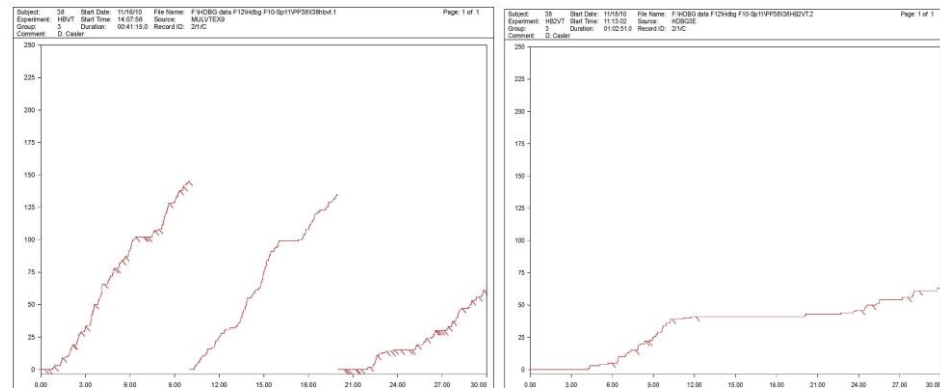 Subject: 38 Start Date: 11/16/10 File Name: F:\HDBG data F12\Hdbg F10-Sp11\PP38\I38hbvt.1 Page: 1 of 1
Experiment: HBVT Start Time: 14:07:56 Source: MULVTEX9
Group: 3 Duration: 00:41:19.0 Record ID: 2/1/C
Comment: D. Casler
250
225
200
175
150
125
100
75
50
25
0
0.00 3.00 6.00 9.00 12.00 15.00 18.00 21.00 24.00 27.00 30.00
Subject: 38 Start Date: 11/18/10 File Name: F:\HDBG data F12\Hdbg F10-Sp11\PP38\I38HB2VT.2 Page: 1 of 1
Experiment: HB2VT Start Time: 11:13:02 Source: HDBG3E
Group: 3 Duration: 01:02:51.0 Record ID: 2/1/C
Comment: D. Casler
250
225
200
175
150
125
100
75
50
25
0
0.00 3.00 6.00 9.00 12.00 15.00 18.00 21.00 24.00 27.00 30.00